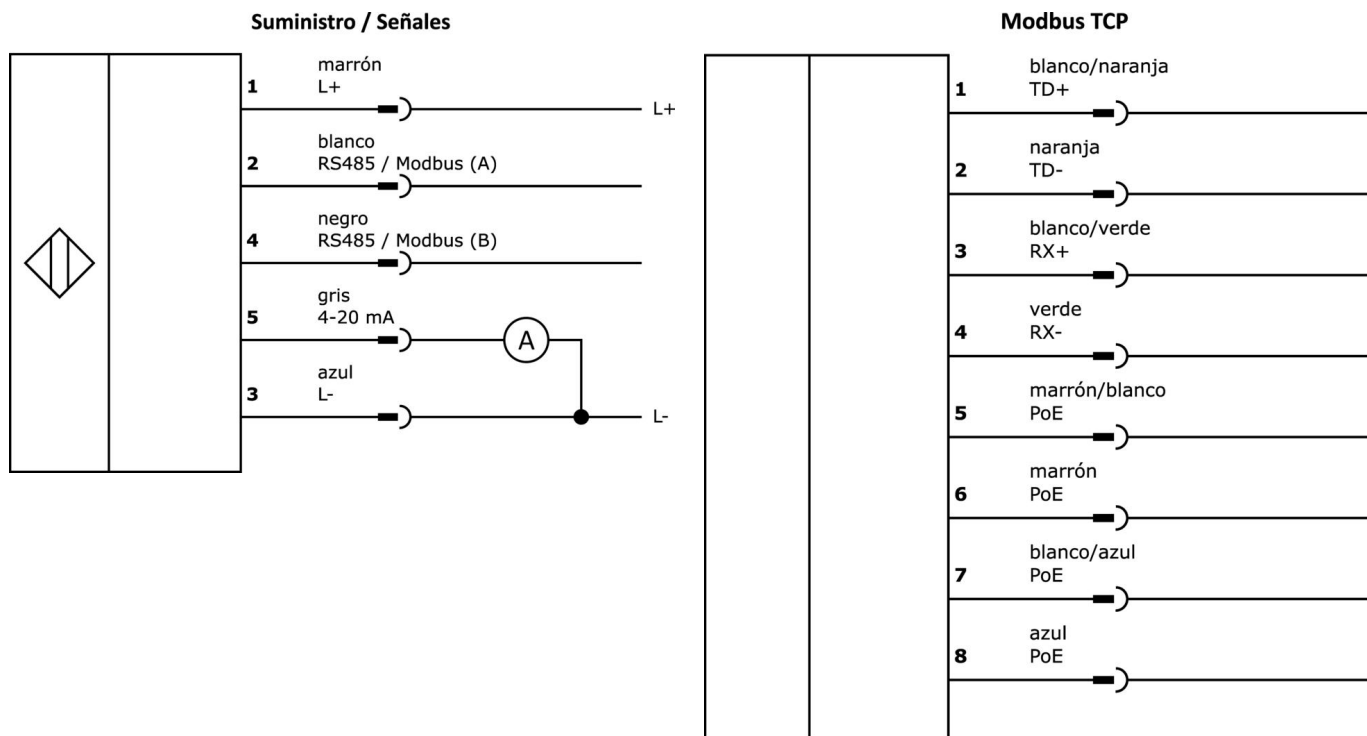 Suministro / Señales
marrón
1 L+
L+
blanco
2 RS485 / Modbus (A)
negro
4 RS485 / Modbus (B)
gris
5 4-20 mA
A
azul
3 L-
L-
Modbus TCP
blanco/naranja
1 TD+
naranja
2 TD-
blanco/verde
3 RX+
verde
4 RX-
marrón/blanco
5 PoE
marrón
6 PoE
blanco/azul
7 PoE
azul
8 PoE